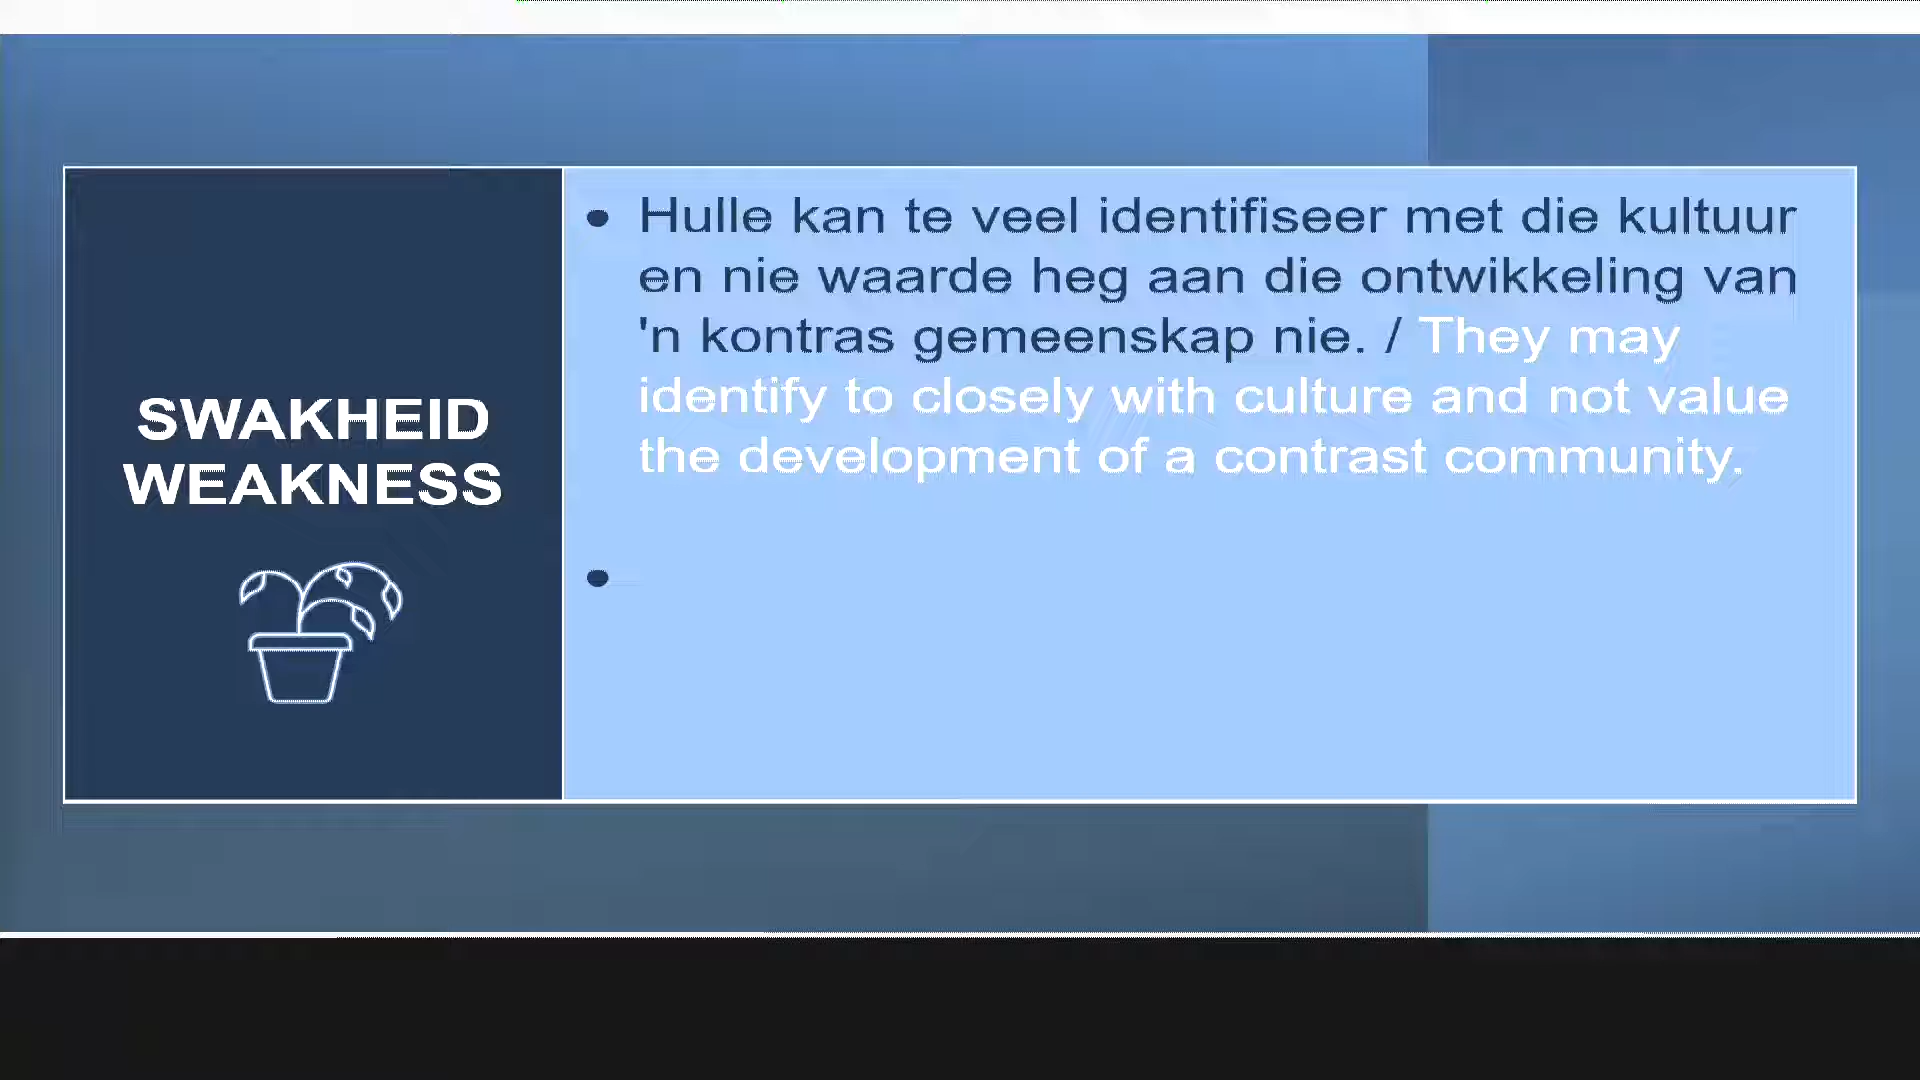 SWAKHEID
WEAKNESS
• Hulle kan te veel identifiseer met die kultuur
en nie waarde heg aan die ontwikkeling van
'n kontras gemeenskap nie. / They may
identify to closely with culture and not value
the development of a contrast community.
•